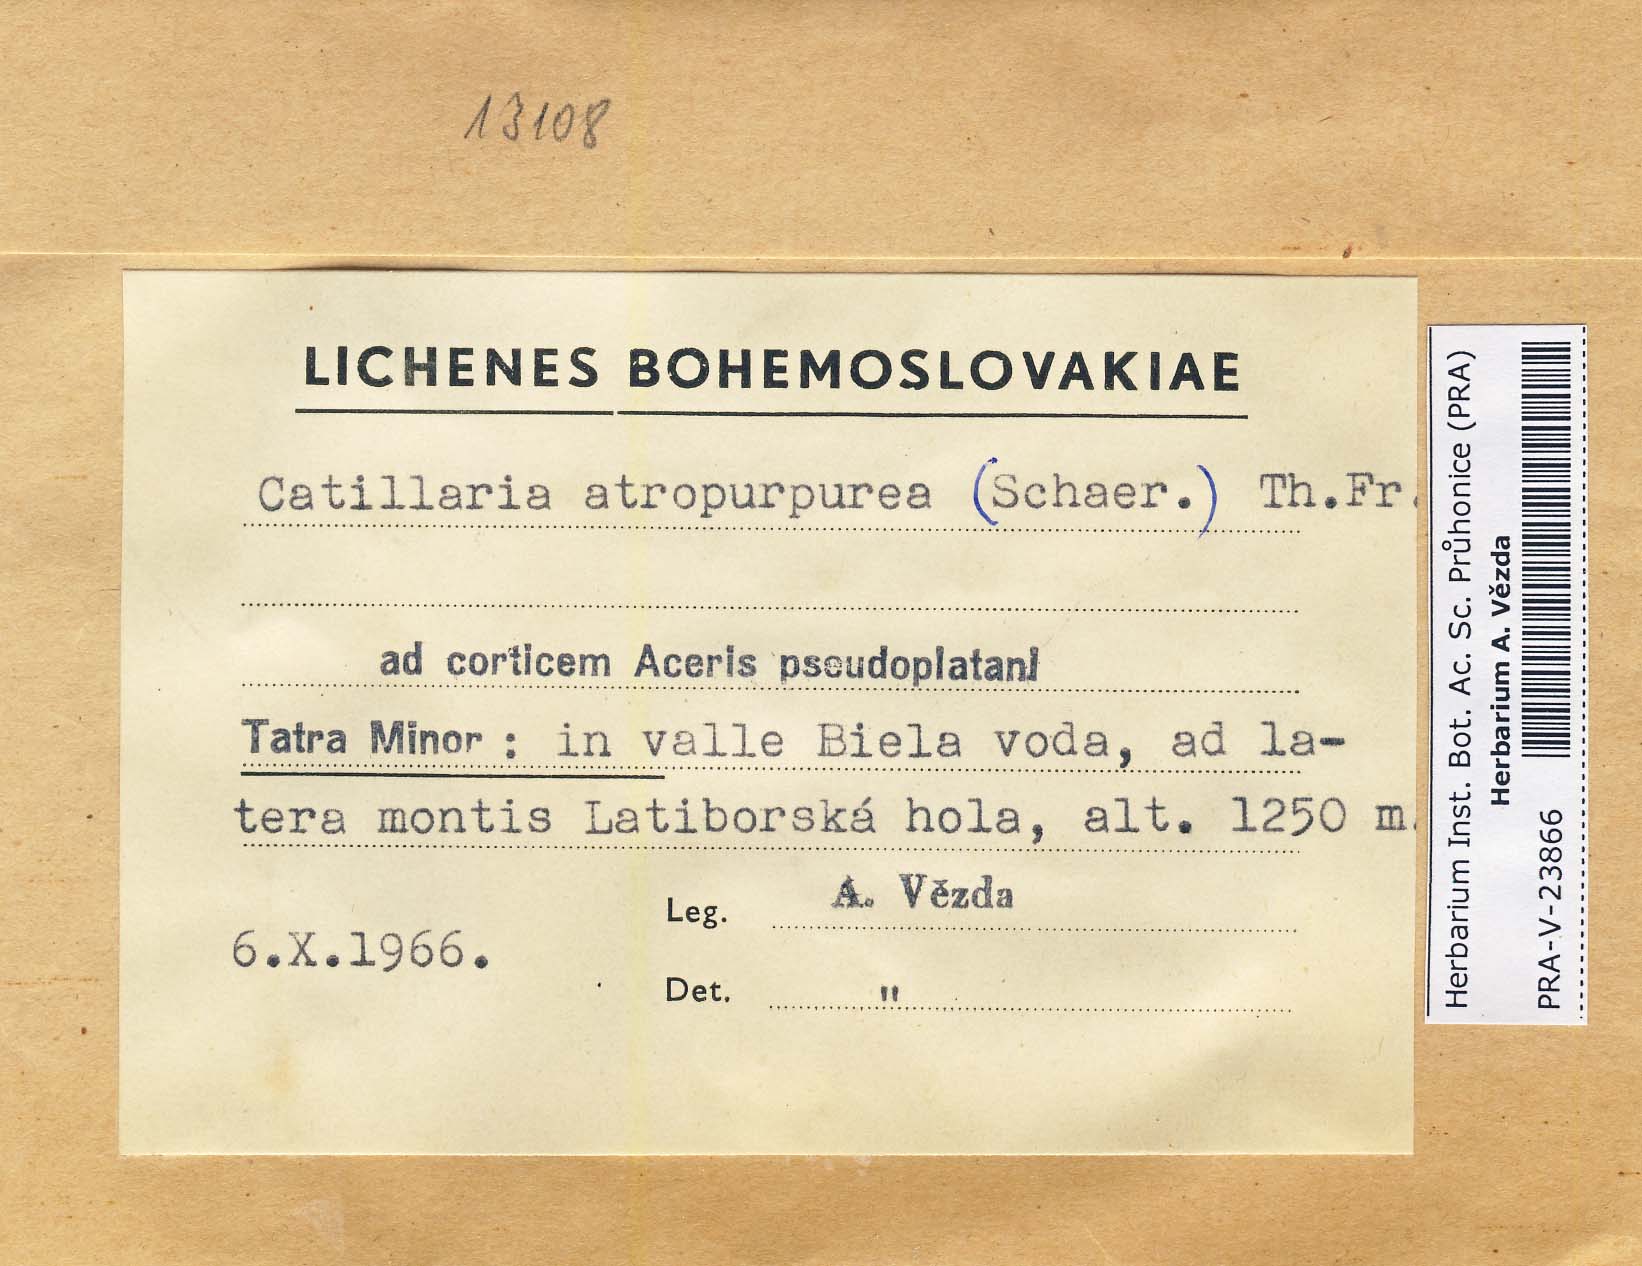 13108
LICHENES BOHEMOSLOVAKIAE
Catillaria atropurpurea (Schaer.) Th.Fr.
ad corticem Aceris pseudoplatani
Tatra Minor : in valle Biela voda, ad la-
tera montis Latiborská hola, alt. 1250 m.
Leg. A. Vězda
6.X.1966.
Det. "
Herbarium Inst. Bot. Ac. Sc. Průhonice (PRA)
Herbarium A. Vězda
PRA-V-23866